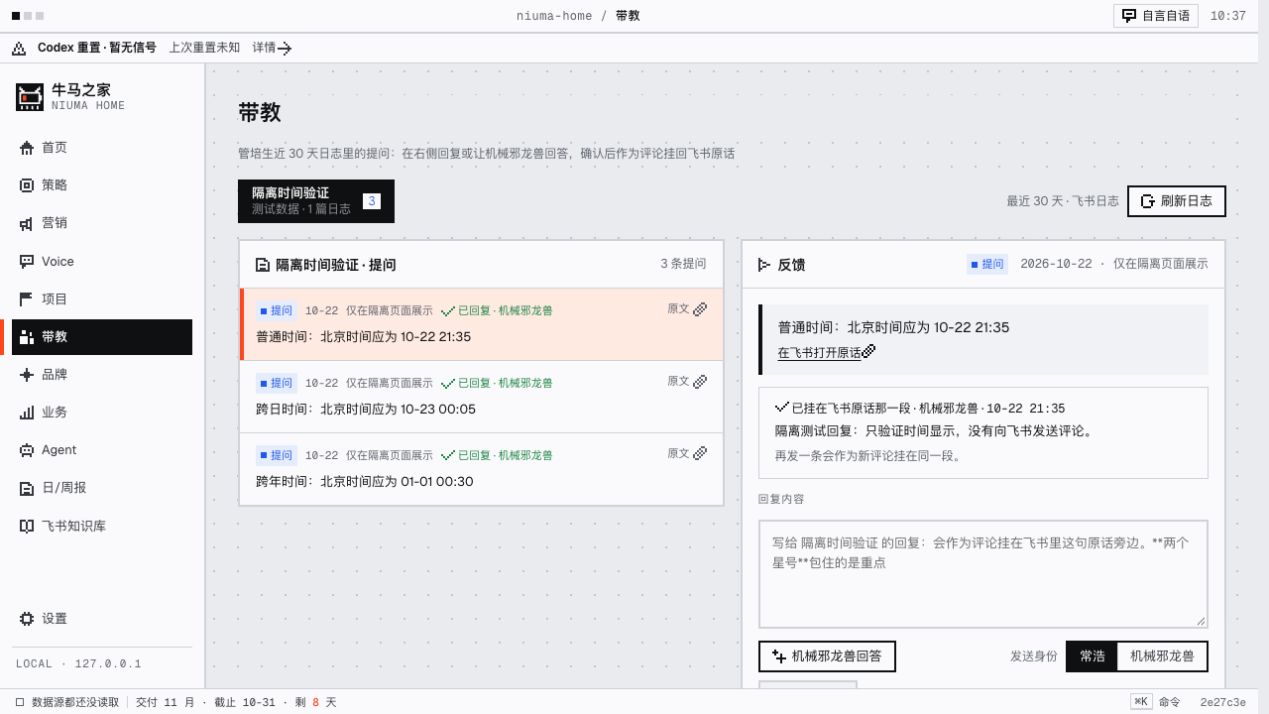 niuma-home / 带教
自言自语
10:37
Codex 重置·暂无信号 上次重置未知 详情
牛马之家
NIUMA HOME
首页
策略
营销
Voice
项目
带教
品牌
业务
Agent
日/周报
飞书知识库
设置
LOCAL · 127.0.0.1
带教
管培生近 30 天日志里的提问：在右侧回复或让机械邪龙兽回答，确认后作为评论挂回飞书原话
隔离时间验证
测试数据·1 篇日志
3
最近 30 天·飞书日志
刷新日志
隔离时间验证·提问
3 条提问
提问 10-22 仅在隔离页面展示 已回复·机械邪龙兽 原文
普通时间：北京时间应为 10-22 21:35
提问 10-22 仅在隔离页面展示 已回复·机械邪龙兽 原文
跨日时间：北京时间应为 10-23 00:05
提问 10-22 仅在隔离页面展示 已回复·机械邪龙兽 原文
跨年时间：北京时间应为 01-01 00:30
反馈
提问 2026-10-22 · 仅在隔离页面展示
普通时间：北京时间应为 10-22 21:35
在飞书打开原话
已挂在飞书原话那一段·机械邪龙兽·10-22 21:35
隔离测试回复：只验证时间显示，没有向飞书发送评论。
再发一条会作为新评论挂在同一段。
回复内容
写给 隔离时间验证 的回复：会作为评论挂在飞书里这句原话旁边。**两个
星号**包住的是重点
机械邪龙兽回答
发送身份 常浩 机械邪龙兽
数据源都还没读取 交付 11 月 · 截止 10-31 · 剩 8 天
⌘K 命令 2e27c3e